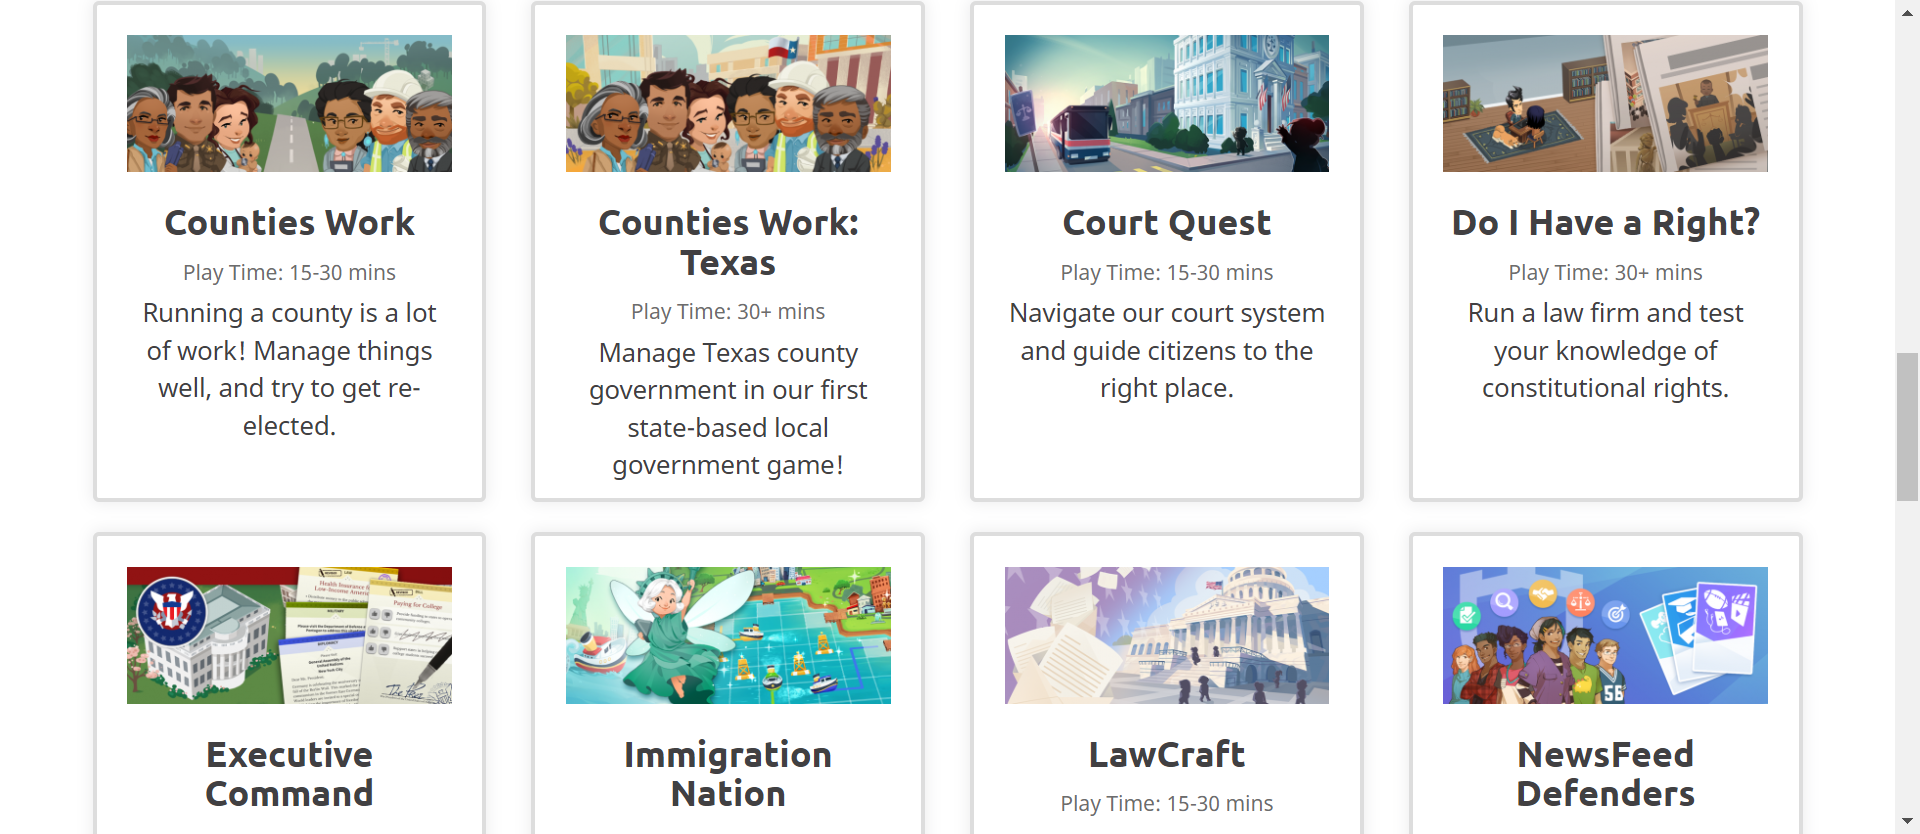 Counties Work
Play Time: 15-30 mins
Running a county is a lot
of work! Manage things
well, and try to get re-
elected.
Counties Work:
Texas
Play Time: 30+ mins
Manage Texas county
government in our first
state-based local
government game!
Court Quest
Play Time: 15-30 mins
Navigate our court system
and guide citizens to the
right place.
Do I Have a Right?
Play Time: 30+ mins
Run a law firm and test
your knowledge of
constitutional rights.
Paying for College
Executive
Command
Immigration
Nation
LawCraft
Play Time: 15-30 mins
56
NewsFeed
Defenders